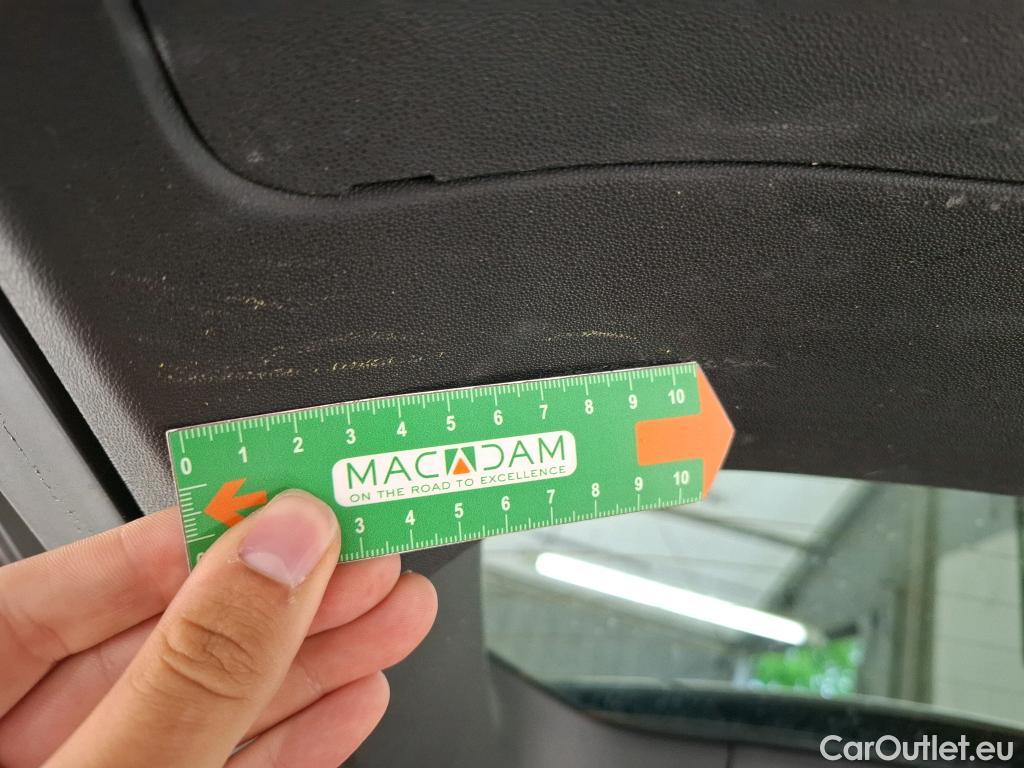 0 1 2 3 4 5 6 7 8 9 10
MACADAM
ON THE ROAD TO EXCELLENCE
3 4 5 6 7 8 9 10
CarOutlet.eu